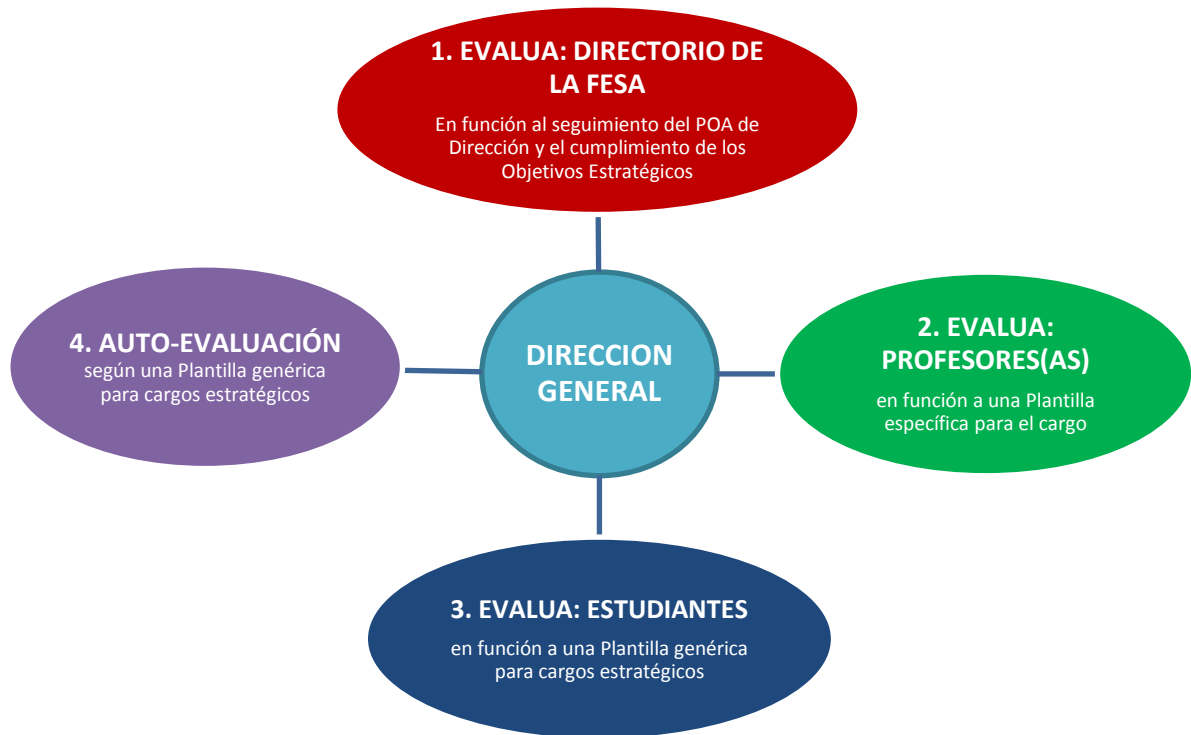 1. EVALUA: DIRECTORIO DE
LA FESA
En función al seguimiento del POA de
Dirección y el cumplimiento de los
Objetivos Estratégicos
4. AUTO-EVALUACIÓN
según una Plantilla genérica
para cargos estratégicos
DIRECCION
GENERAL
2. EVALUA:
PROFESORES(AS)
en función a una Plantilla
específica para el cargo
3. EVALUA: ESTUDIANTES
en función a una Plantilla genérica
para cargos estratégicos